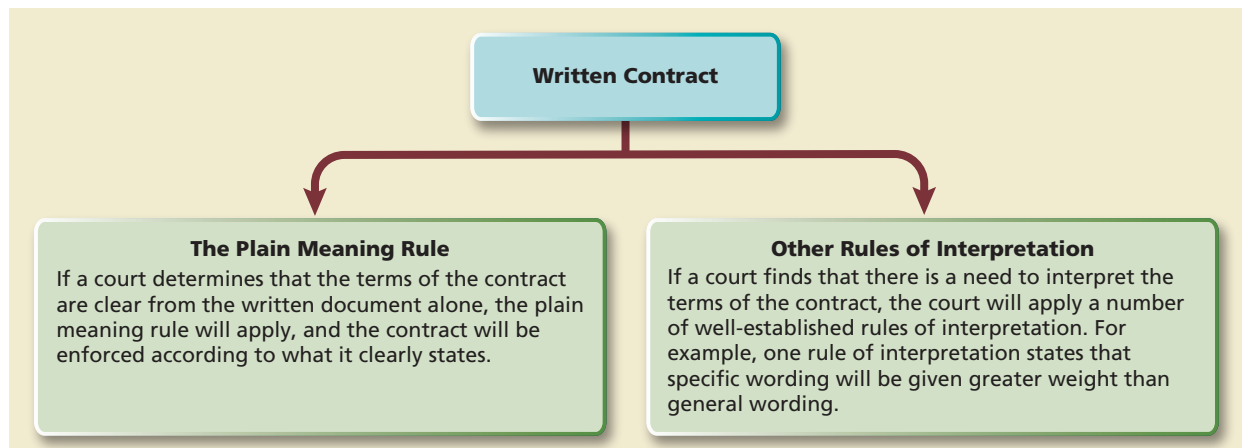 Written Contract
The Plain Meaning Rule
If a court determines that the terms of the contract
are clear from the written document alone, the plain
meaning rule will apply, and the contract will be
enforced according to what it clearly states.
Other Rules of Interpretation
If a court finds that there is a need to interpret the
terms of the contract, the court will apply a number
of well-established rules of interpretation. For
example, one rule of interpretation states that
specific wording will be given greater weight than
general wording.